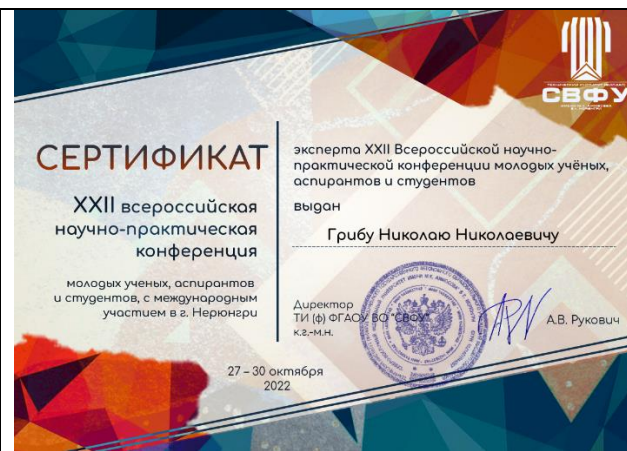 СВФУ
СЕРТИФИКАТ
XXII всероссийская
научно-практическая
конференция
молодых ученых, аспирантов
и студентов, с международным
участием в г. Нерюнгри
27 – 30 октября
2022
эксперта XXII Всероссийской научно-
практической конференции молодых учёных,
аспирантов и студентов
выдан
Грибу Николаю Николаевичу
Директор
ТИ (ф) ФГАОУ ВО "СВФУ"
к.г.-м.н.
А.В. Рукович